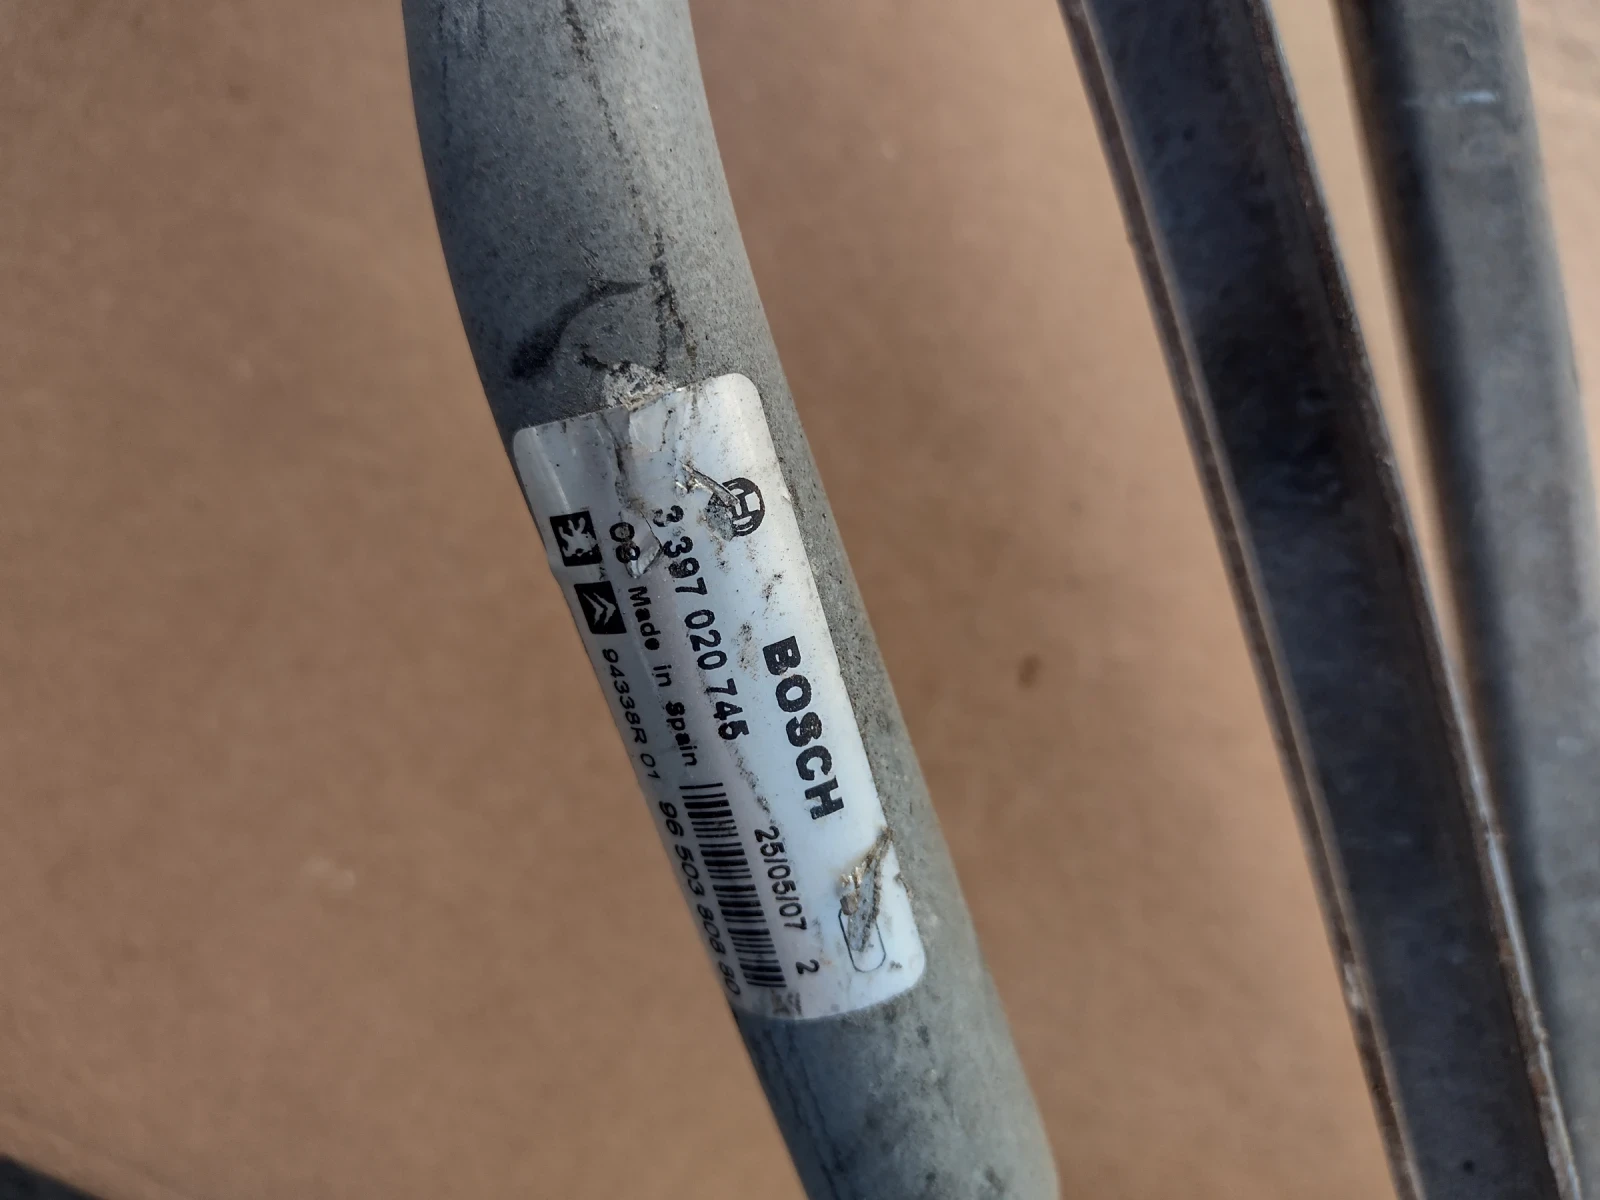 BOSCH
3 397 020 745
25/05/07 2
08 Made in Spain
94338R 01 96 503 808 80